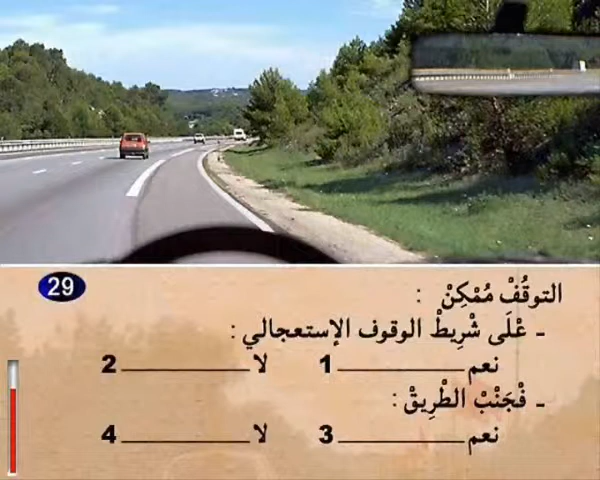 29
التوقُفْ مُمْكِنْ :
- عْلَى شْرِيطْ الوقوف الإستعجالي :
نعم 1 لا 2
- فْجَنْبْ الطْرِيقْ :
نعم 3 لا 4